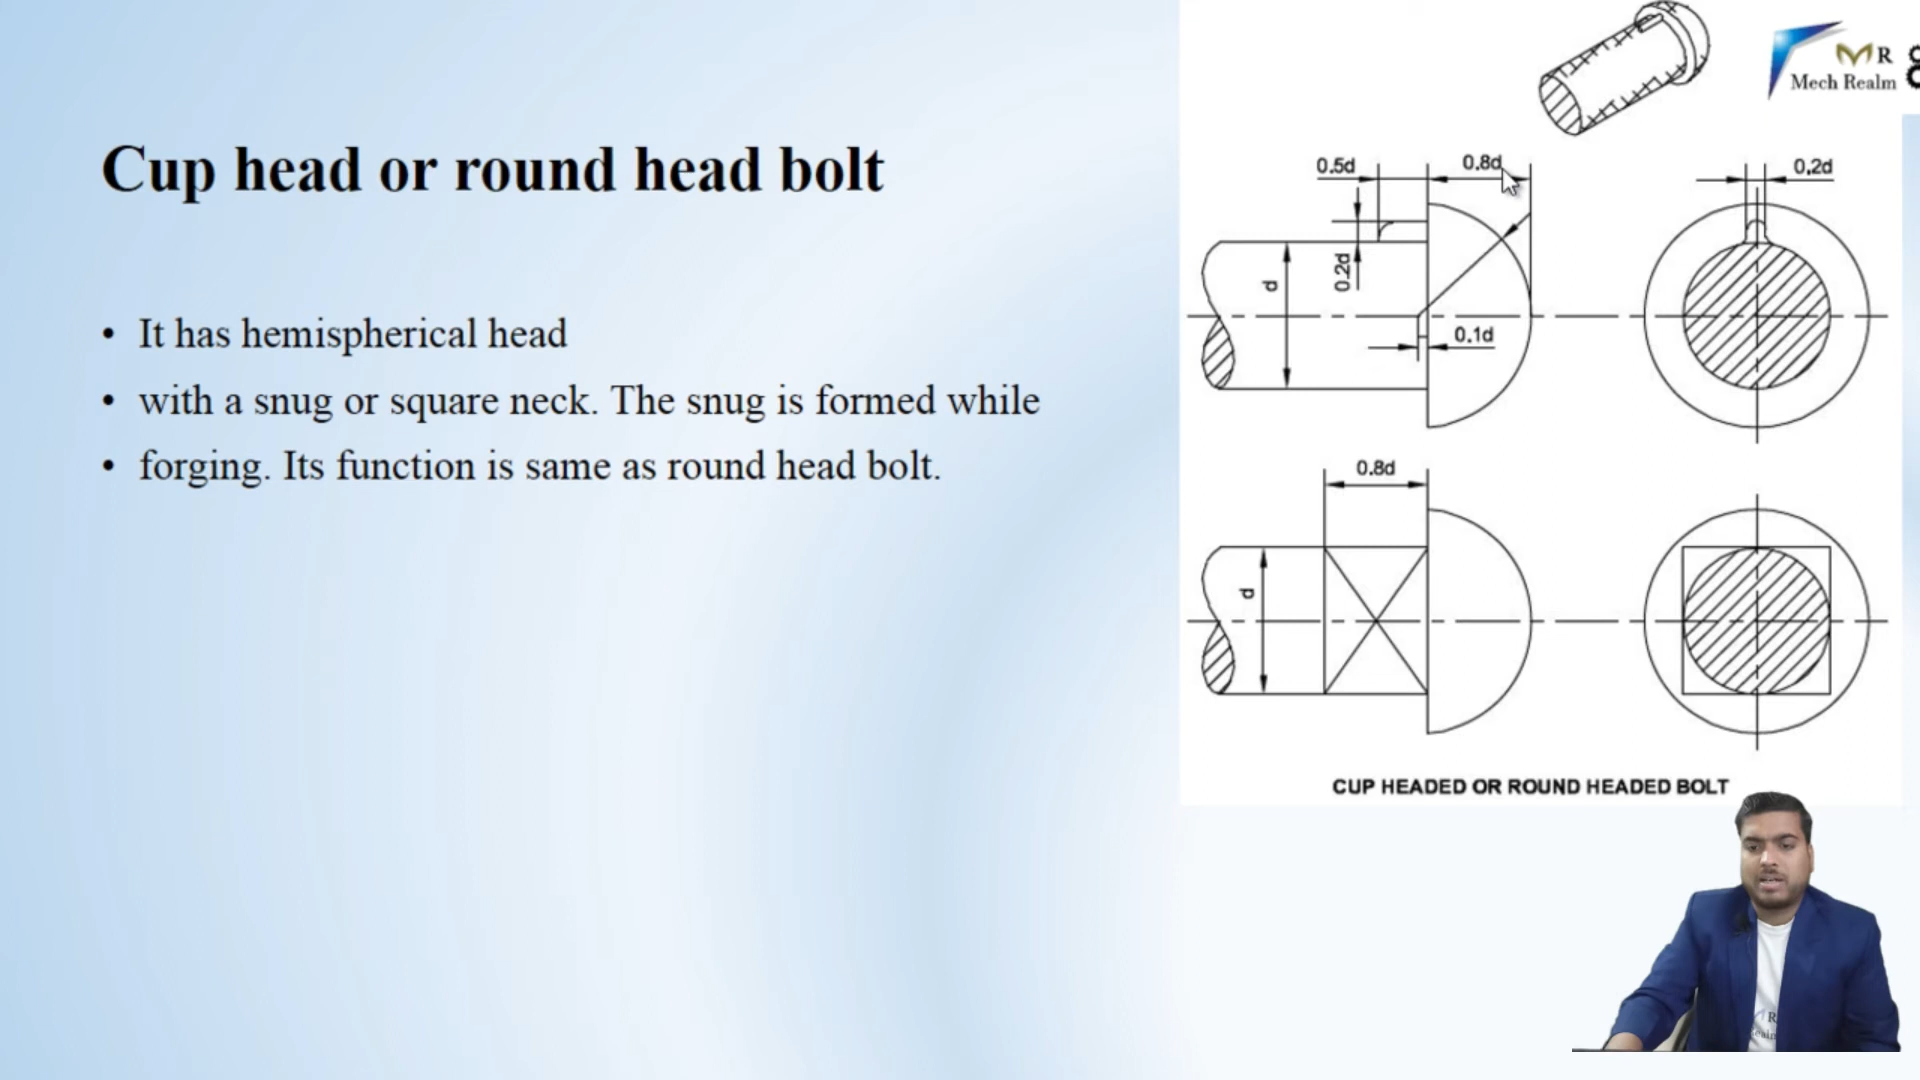 M R
Mech Realm
Cup head or round head bolt
• It has hemispherical head
• with a snug or square neck. The snug is formed while
• forging. Its function is same as round head bolt.
0.5d
0.8d
0,2d
d
0.2d
0.1d
0.8d
d
CUP HEADED OR ROUND HEADED BOLT
R